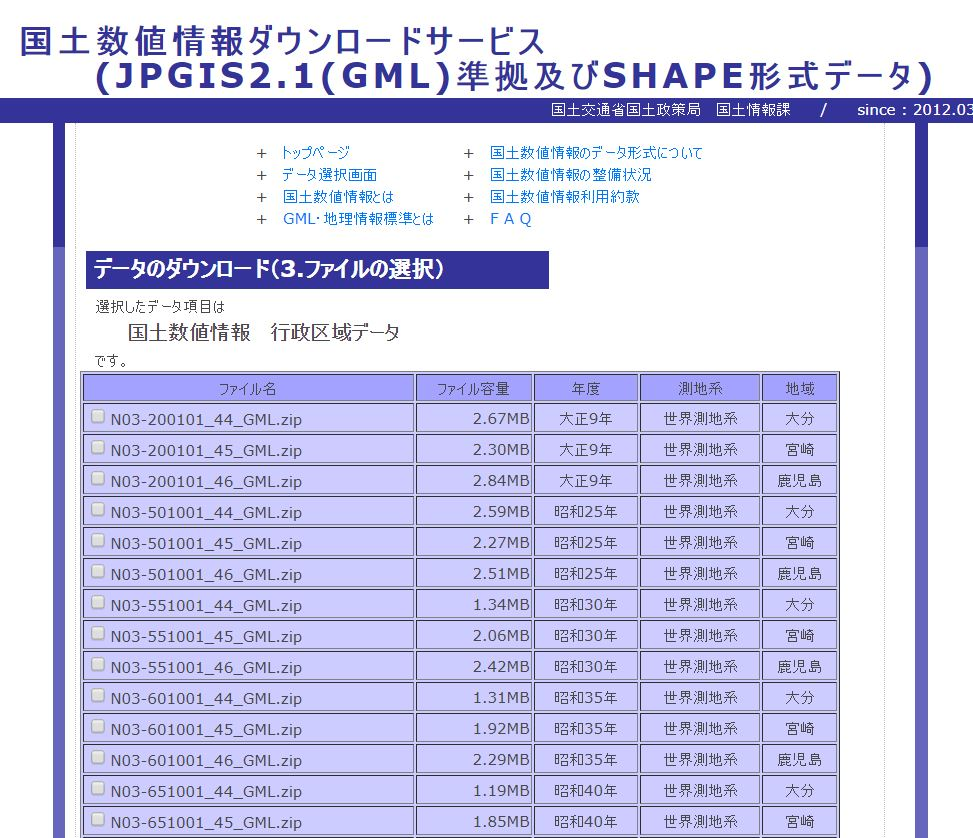 国土数値情報ダウンロードサービス
(JPGIS2.1(GML)準拠及びSHAPE形式データ)
国土交通省国土政策局　国土情報課　/　since : 2012.03
+ トップページ + 国土数値情報のデータ形式について
+ データ選択画面 + 国土数値情報の整備状況
+ 国土数値情報とは + 国土数値情報利用約款
+ GML・地理情報標準とは + ＦＡＱ
データのダウンロード(3.ファイルの選択)
選択したデータ項目は
国土数値情報　行政区域データ
です。
ファイル名 ファイル容量 年度 測地系 地域
N03-200101_44_GML.zip 2.67MB 大正9年 世界測地系 大分
N03-200101_45_GML.zip 2.30MB 大正9年 世界測地系 宮崎
N03-200101_46_GML.zip 2.84MB 大正9年 世界測地系 鹿児島
N03-501001_44_GML.zip 2.59MB 昭和25年 世界測地系 大分
N03-501001_45_GML.zip 2.27MB 昭和25年 世界測地系 宮崎
N03-501001_46_GML.zip 2.51MB 昭和25年 世界測地系 鹿児島
N03-551001_44_GML.zip 1.34MB 昭和30年 世界測地系 大分
N03-551001_45_GML.zip 2.06MB 昭和30年 世界測地系 宮崎
N03-551001_46_GML.zip 2.42MB 昭和30年 世界測地系 鹿児島
N03-601001_44_GML.zip 1.31MB 昭和35年 世界測地系 大分
N03-601001_45_GML.zip 1.92MB 昭和35年 世界測地系 宮崎
N03-601001_46_GML.zip 2.29MB 昭和35年 世界測地系 鹿児島
N03-651001_44_GML.zip 1.19MB 昭和40年 世界測地系 大分
N03-651001_45_GML.zip 1.85MB 昭和40年 世界測地系 宮崎